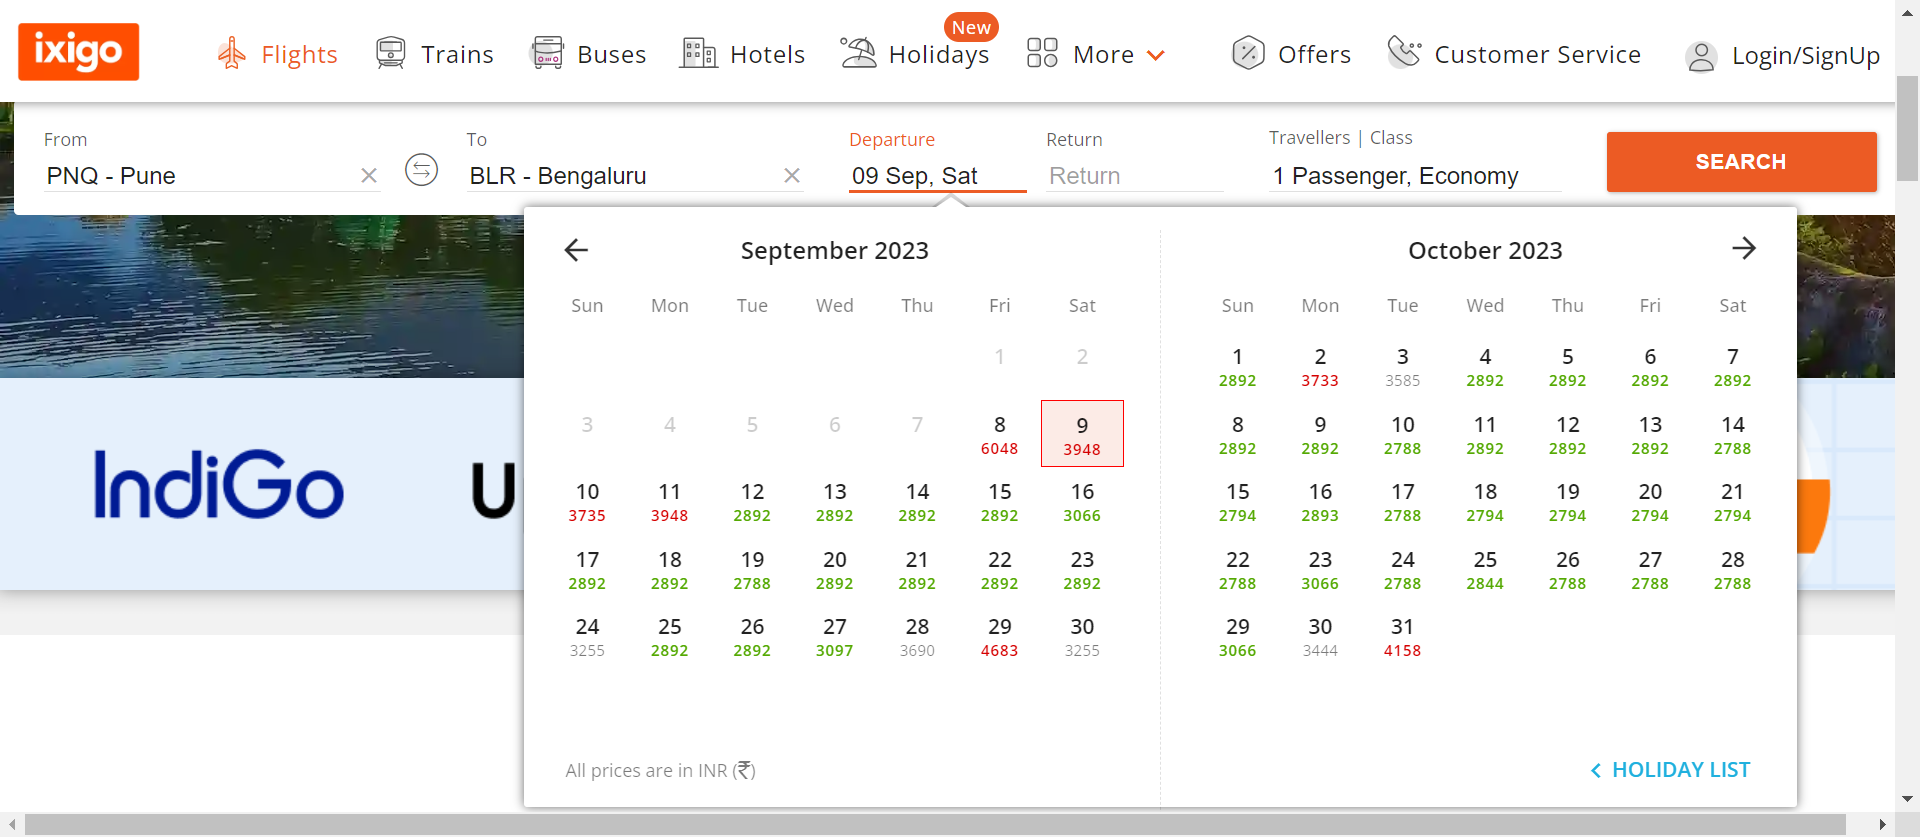 ixigo
Flights
Trains
Buses
Hotels
Holidays
New
More
Offers
Customer Service
Login/SignUp
From
PNQ - Pune
To
BLR - Bengaluru
Departure
09 Sep, Sat
Return
Return
Travellers | Class
1 Passenger, Economy
SEARCH
September 2023
Sun Mon Tue Wed Thu Fri Sat
1 2
3 4 5 6 7 8 9
6048 3948
10 11 12 13 14 15 16
3735 3948 2892 2892 2892 2892 3066
17 18 19 20 21 22 23
2892 2892 2788 2892 2892 2892 2892
24 25 26 27 28 29 30
3255 2892 2892 3097 3690 4683 3255
October 2023
Sun Mon Tue Wed Thu Fri Sat
1 2 3 4 5 6 7
2892 3733 3585 2892 2892 2892 2892
8 9 10 11 12 13 14
2892 2892 2788 2892 2892 2892 2788
15 16 17 18 19 20 21
2794 2893 2788 2794 2794 2794 2794
22 23 24 25 26 27 28
2788 3066 2788 2844 2788 2788 2788
29 30 31
3066 3444 4158
All prices are in INR (₹)
HOLIDAY LIST
IndiGo
U